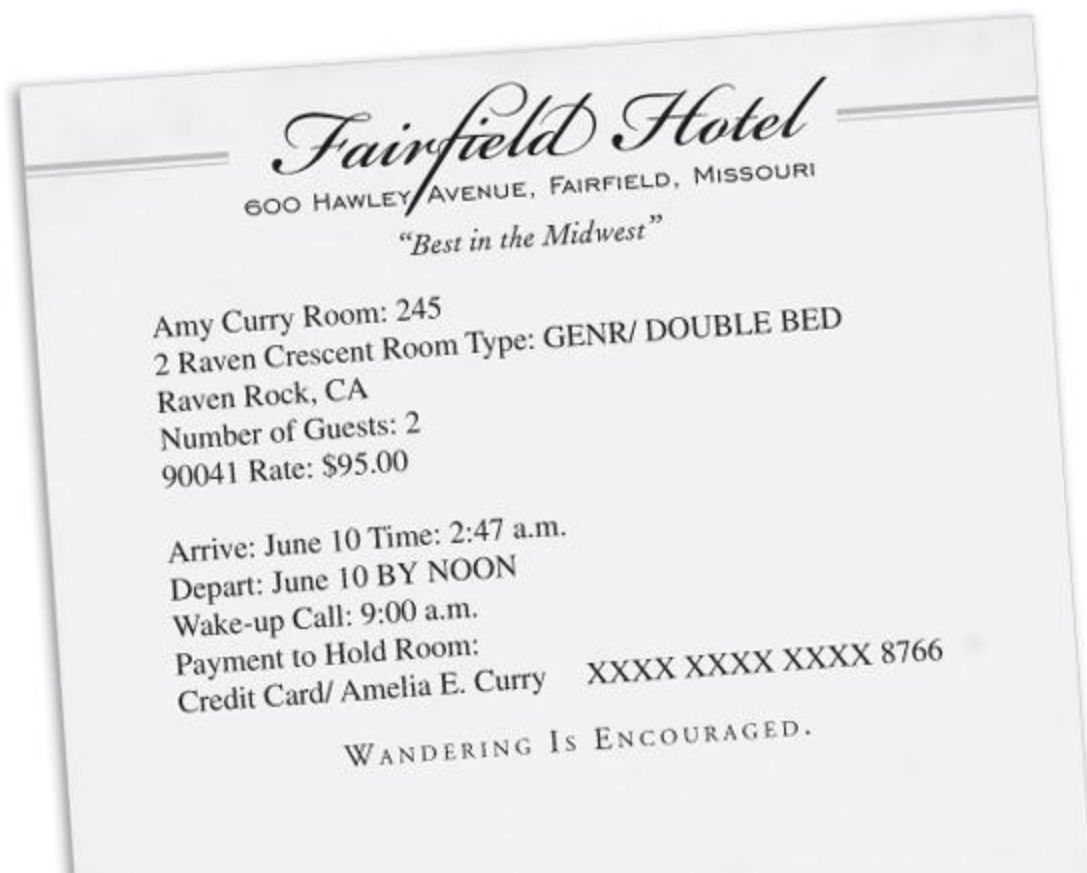 Fairfield Hotel
600 Hawley Avenue, Fairfield, Missouri
“Best in the Midwest”
Amy Curry Room: 245
2 Raven Crescent Room Type: GENR/ DOUBLE BED
Raven Rock, CA
Number of Guests: 2
90041 Rate: $95.00
Arrive: June 10 Time: 2:47 a.m.
Depart: June 10 BY NOON
Wake-up Call: 9:00 a.m.
Payment to Hold Room:
Credit Card/ Amelia E. Curry XXXX XXXX XXXX 8766
Wandering Is Encouraged.